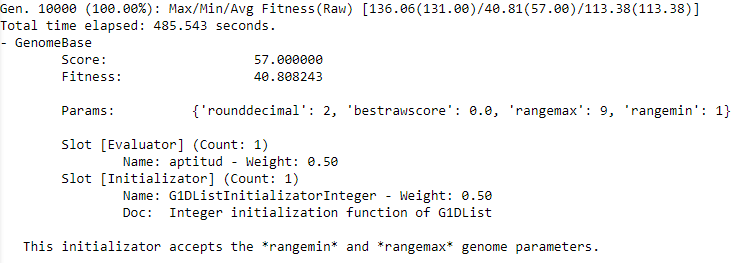 Gen. 10000 (100.00%): Max/Min/Avg Fitness(Raw) [136.06(131.00)/40.81(57.00)/113.38(113.38)]
Total time elapsed: 485.543 seconds.
- GenomeBase
Score: 57.000000
Fitness: 40.808243
Params: {'rounddecimal': 2, 'bestrawscore': 0.0, 'rangemax': 9, 'rangemin': 1}
Slot [Evaluator] (Count: 1)
Name: aptitud - Weight: 0.50
Slot [Initializator] (Count: 1)
Name: G1DListInitializatorInteger - Weight: 0.50
Doc: Integer initialization function of G1DList
This initializator accepts the *rangemin* and *rangemax* genome parameters.